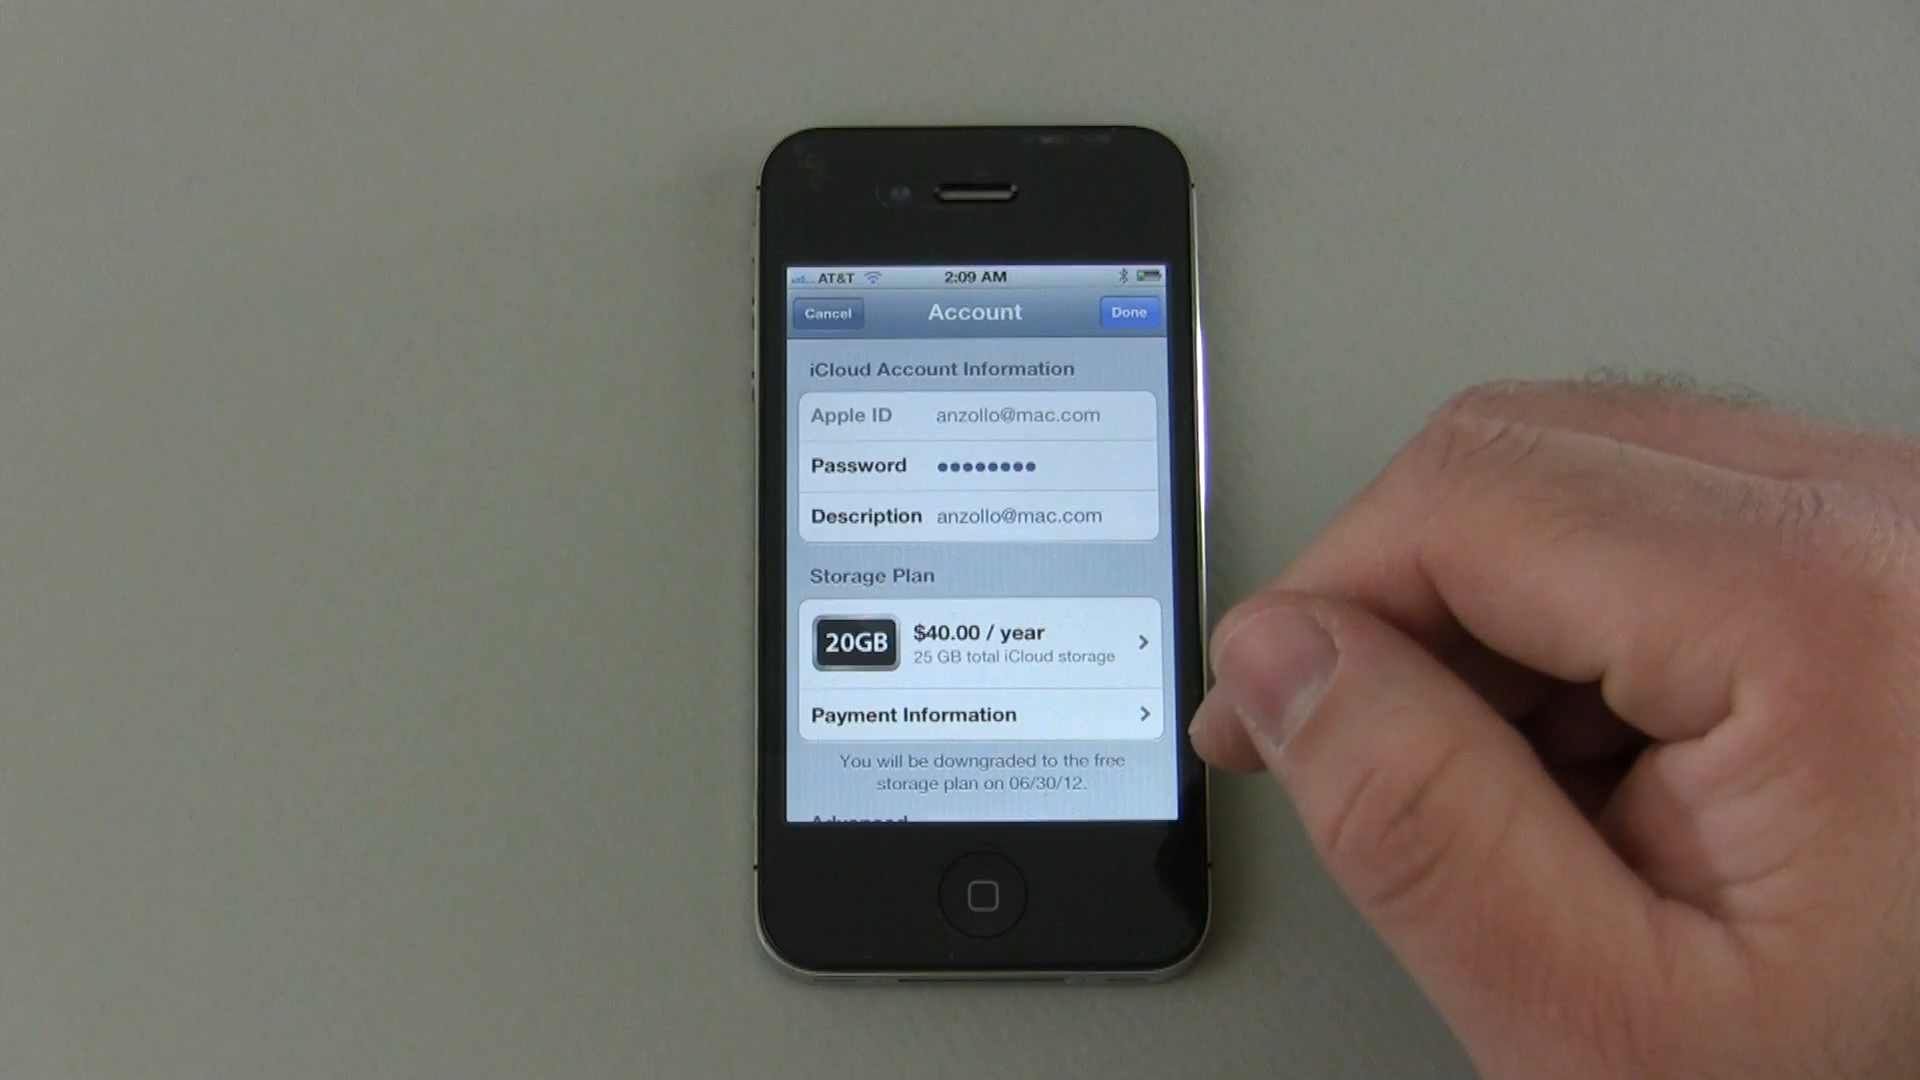 AT&T 2:09 AM
Cancel Account Done
iCloud Account Information
Apple ID anzollo@mac.com
Password ●●●●●●●●
Description anzollo@mac.com
Storage Plan
20GB $40.00 / year
25 GB total iCloud storage
Payment Information
You will be downgraded to the free
storage plan on 06/30/12.
Advanced